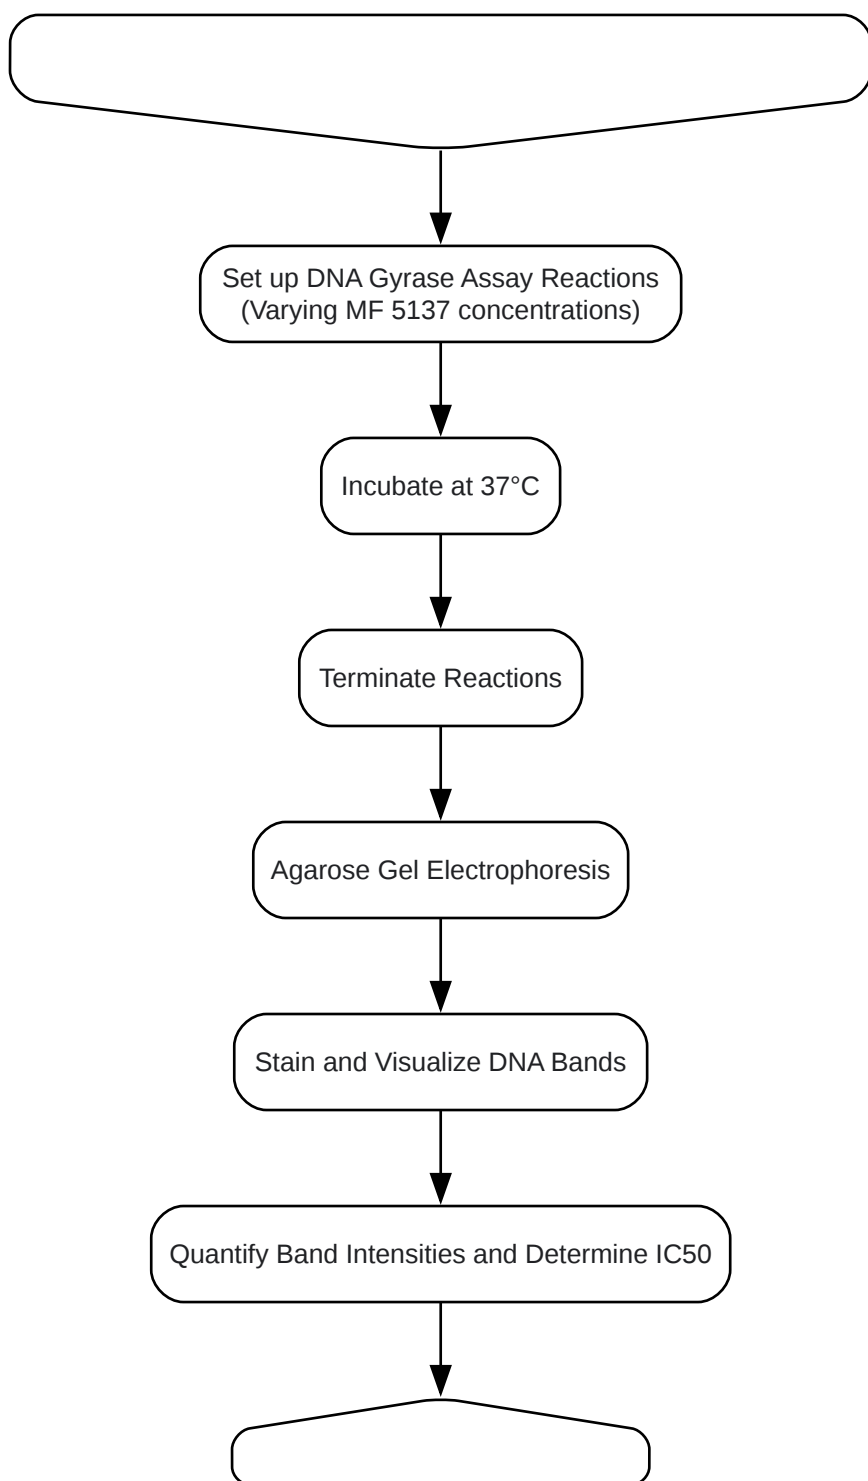 Set up DNA Gyrase Assay Reactions
(Varying MF 5137 concentrations)
Incubate at 37°C
Terminate Reactions
Agarose Gel Electrophoresis
Stain and Visualize DNA Bands
Quantify Band Intensities and Determine IC50